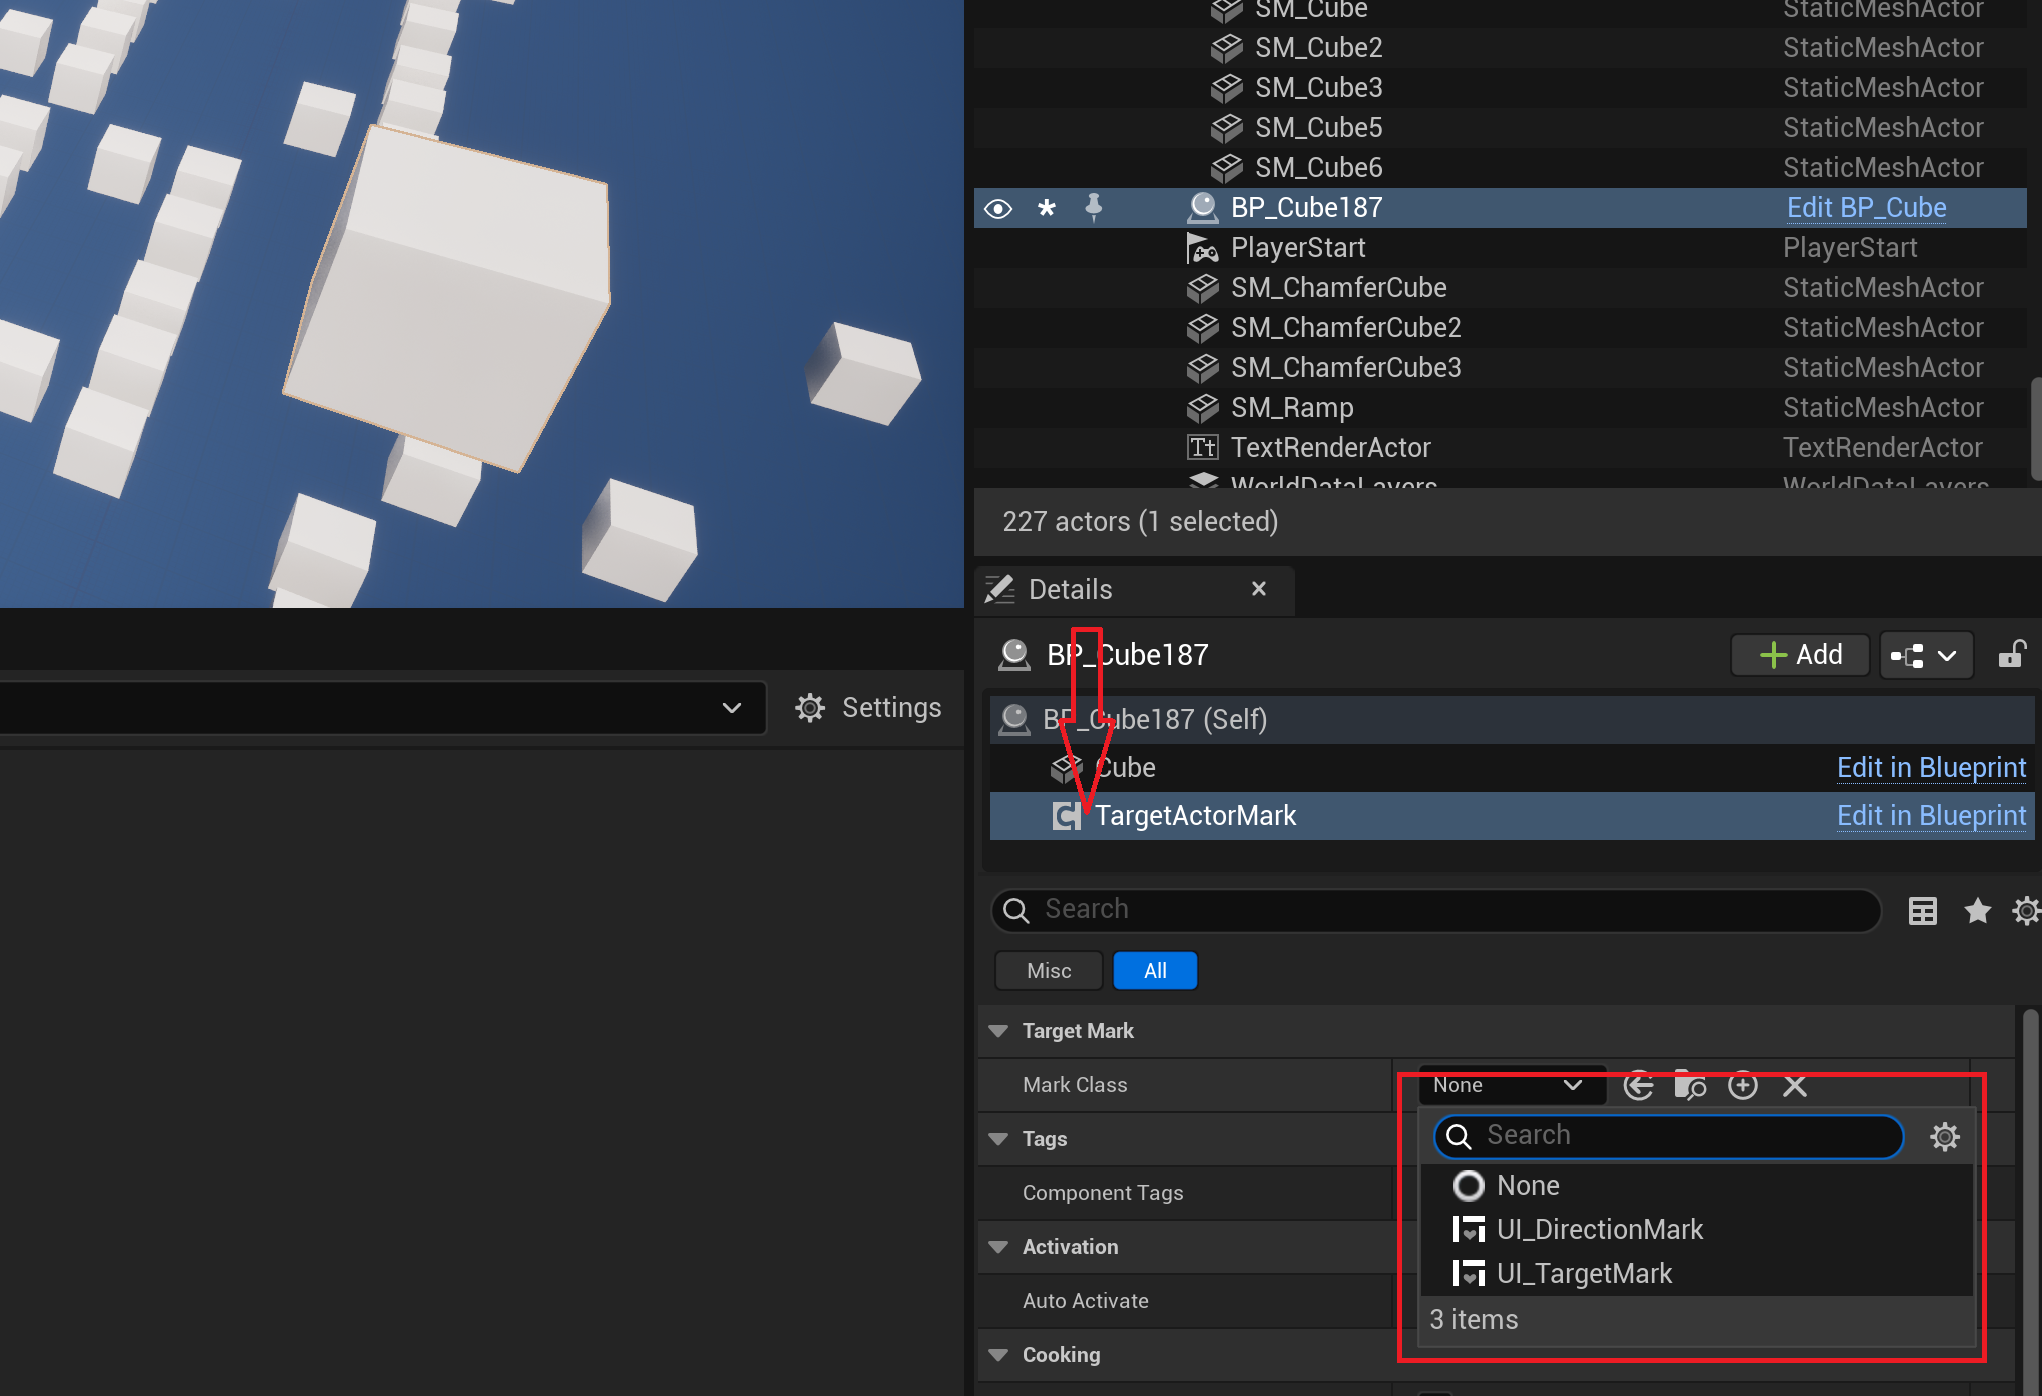 SM_Cube StaticMeshActor
SM_Cube2 StaticMeshActor
SM_Cube3 StaticMeshActor
SM_Cube5 StaticMeshActor
SM_Cube6 StaticMeshActor
BP_Cube187 Edit BP_Cube
PlayerStart PlayerStart
SM_ChamferCube StaticMeshActor
SM_ChamferCube2 StaticMeshActor
SM_ChamferCube3 StaticMeshActor
SM_Ramp StaticMeshActor
Tt TextRenderActor TextRenderActor
WorldDataLayers WorldDataLayers
227 actors (1 selected)
Details
BP_Cube187 Add
Settings
BP_Cube187 (Self)
Cube Edit in Blueprint
TargetActorMark Edit in Blueprint
Search
Misc All
Target Mark
Mark Class None
Search
Tags
None
Component Tags
UI_DirectionMark
Activation
UI_TargetMark
Auto Activate
3 items
Cooking